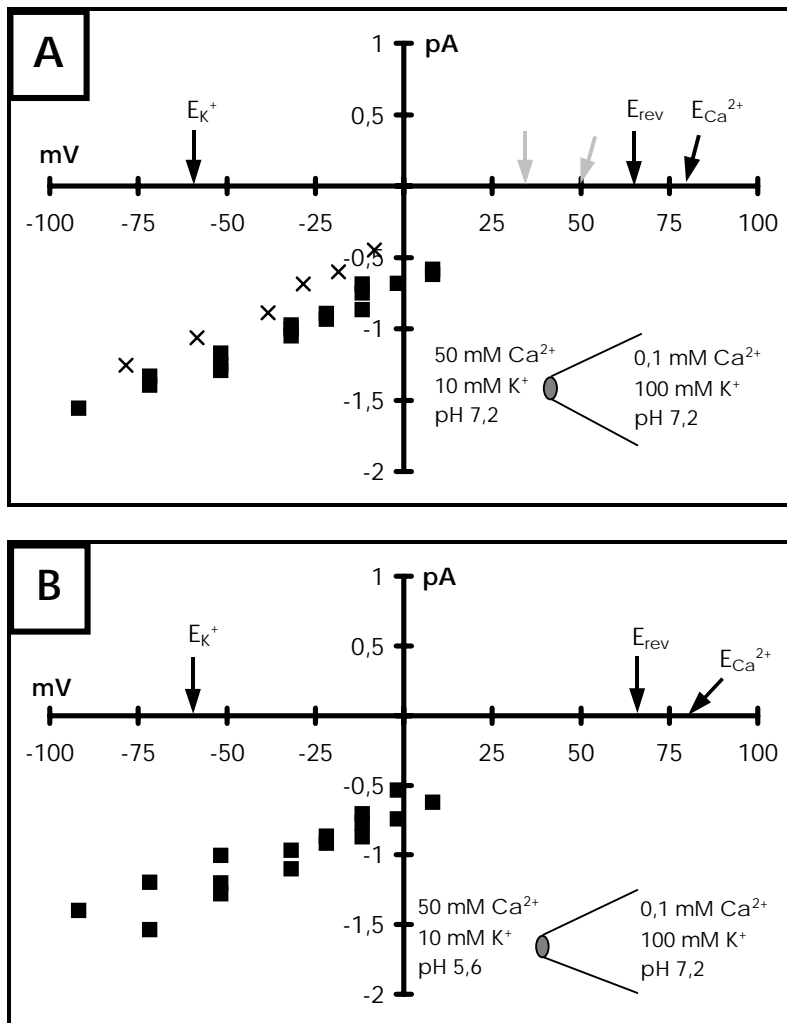 A
pA
1
0,5
E_K⁺
E_rev
E_Ca²⁺
mV
-100 -75 -50 -25 25 50 75 100
-0,5
-1
-1,5
-2
50 mM Ca²⁺
10 mM K⁺
pH 7,2
0,1 mM Ca²⁺
100 mM K⁺
pH 7,2
B
pA
1
0,5
E_K⁺
E_rev
E_Ca²⁺
mV
-100 -75 -50 -25 25 50 75 100
-0,5
-1
-1,5
-2
50 mM Ca²⁺
10 mM K⁺
pH 5,6
0,1 mM Ca²⁺
100 mM K⁺
pH 7,2